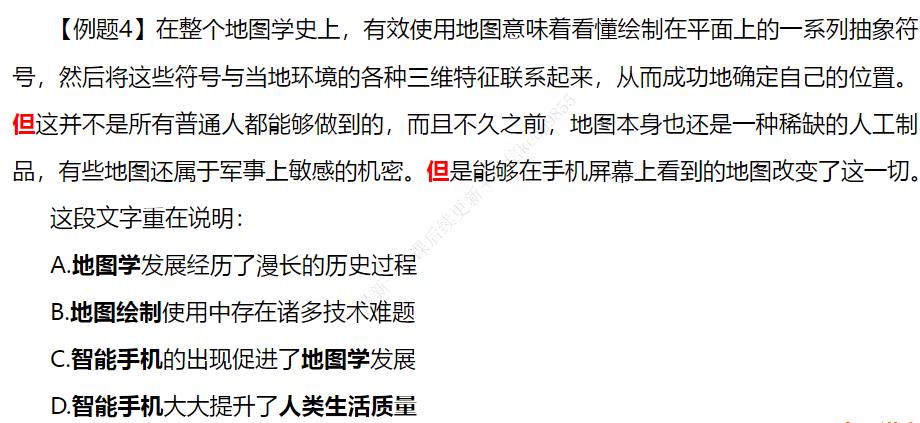 【例题4】在整个地图学史上，有效使用地图意味着看懂绘制在平面上的一系列抽象符
号，然后将这些符号与当地环境的各种三维特征联系起来，从而成功地确定自己的位置。
但这并不是所有普通人都能够做到的，而且不久之前，地图本身也还是一种稀缺的人工制
品，有些地图还属于军事上敏感的机密。但是能够在手机屏幕上看到的地图改变了这一切。
这段文字重在说明：
A.地图学发展经历了漫长的历史过程
B.地图绘制使用中存在诸多技术难题
C.智能手机的出现促进了地图学发展
D.智能手机大大提升了人类生活质量